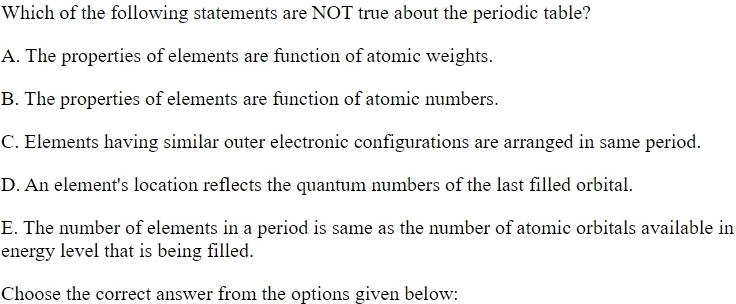 Which of the following statements are NOT true about the periodic table?
A. The properties of elements are function of atomic weights.
B. The properties of elements are function of atomic numbers.
C. Elements having similar outer electronic configurations are arranged in same period.
D. An element's location reflects the quantum numbers of the last filled orbital.
E. The number of elements in a period is same as the number of atomic orbitals available in
energy level that is being filled.
Choose the correct answer from the options given below: